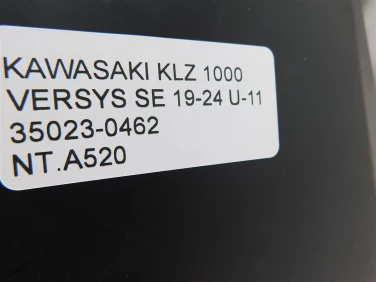 KAWASAKI KLZ 1000
VERSYS SE 19-24 U-11
35023-0462
NT.A520